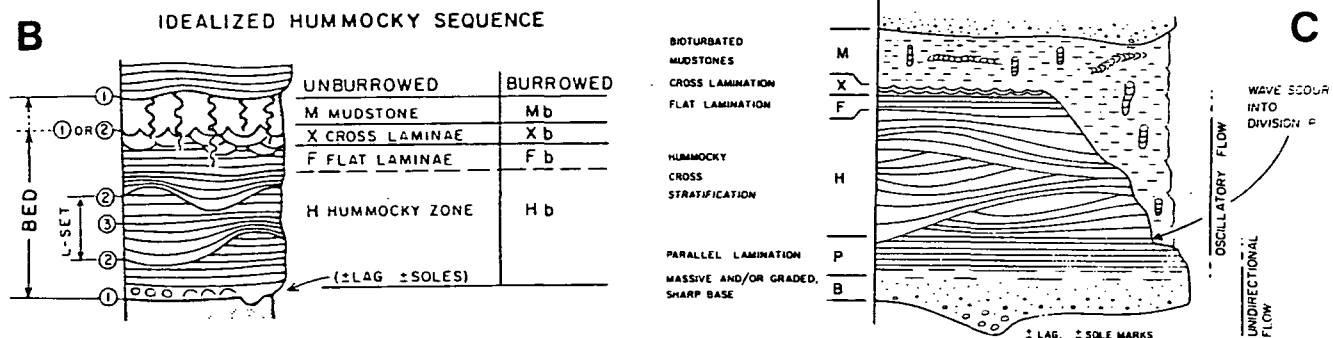 B
IDEALIZED HUMMOCKY SEQUENCE
UNBURROWED
BURROWED
M MUDSTONE
Mb
X CROSS LAMINAE
Xb
F FLAT LAMINAE
Fb
H HUMMOCKY ZONE
Hb
(±LAG ±SOLES)
1
1 OR 2
2
3
2
1
BED
L-SET
C
BIOTURBATED
MUDSTONES
M
CROSS LAMINATION
X
FLAT LAMINATION
F
HUMMOCKY
CROSS
STRATIFICATION
H
PARALLEL LAMINATION
P
MASSIVE AND/OR GRADED,
SHARP BASE
B
± LAG, ± SOLE MARKS
WAVE SCOUR
INTO
DIVISION P
OSCILLATORY FLOW
UNIDIRECTIONAL
FLOW